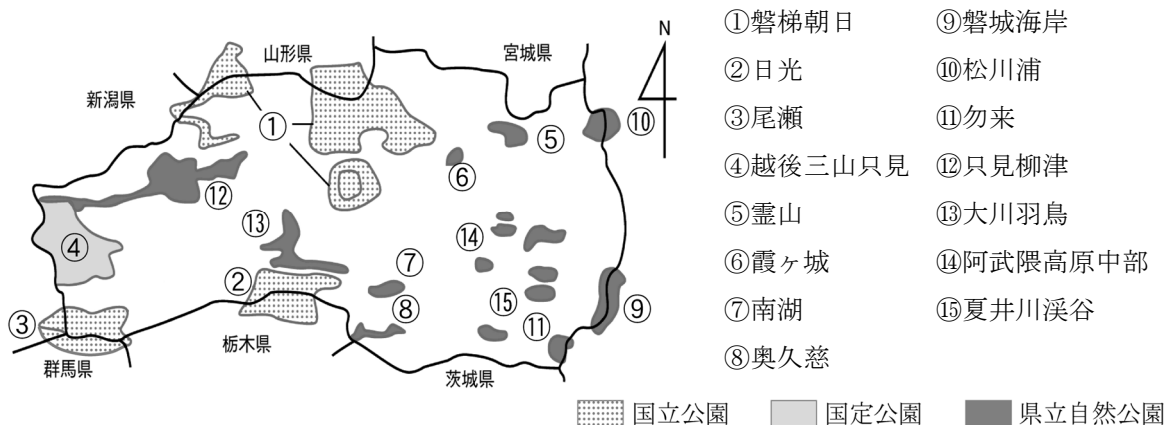 山形県
宮城県
新潟県
N
①
⑤
⑩
⑥
⑫
⑬
⑭
④
⑦
②
⑮
⑧
⑨
③
⑪
栃木県
群馬県
茨城県
①磐梯朝日
②日光
③尾瀬
④越後三山只見
⑤霊山
⑥霞ヶ城
⑦南湖
⑧奥久慈
⑨磐城海岸
⑩松川浦
⑪勿来
⑫只見柳津
⑬大川羽鳥
⑭阿武隈高原中部
⑮夏井川渓谷
国立公園
国定公園
県立自然公園